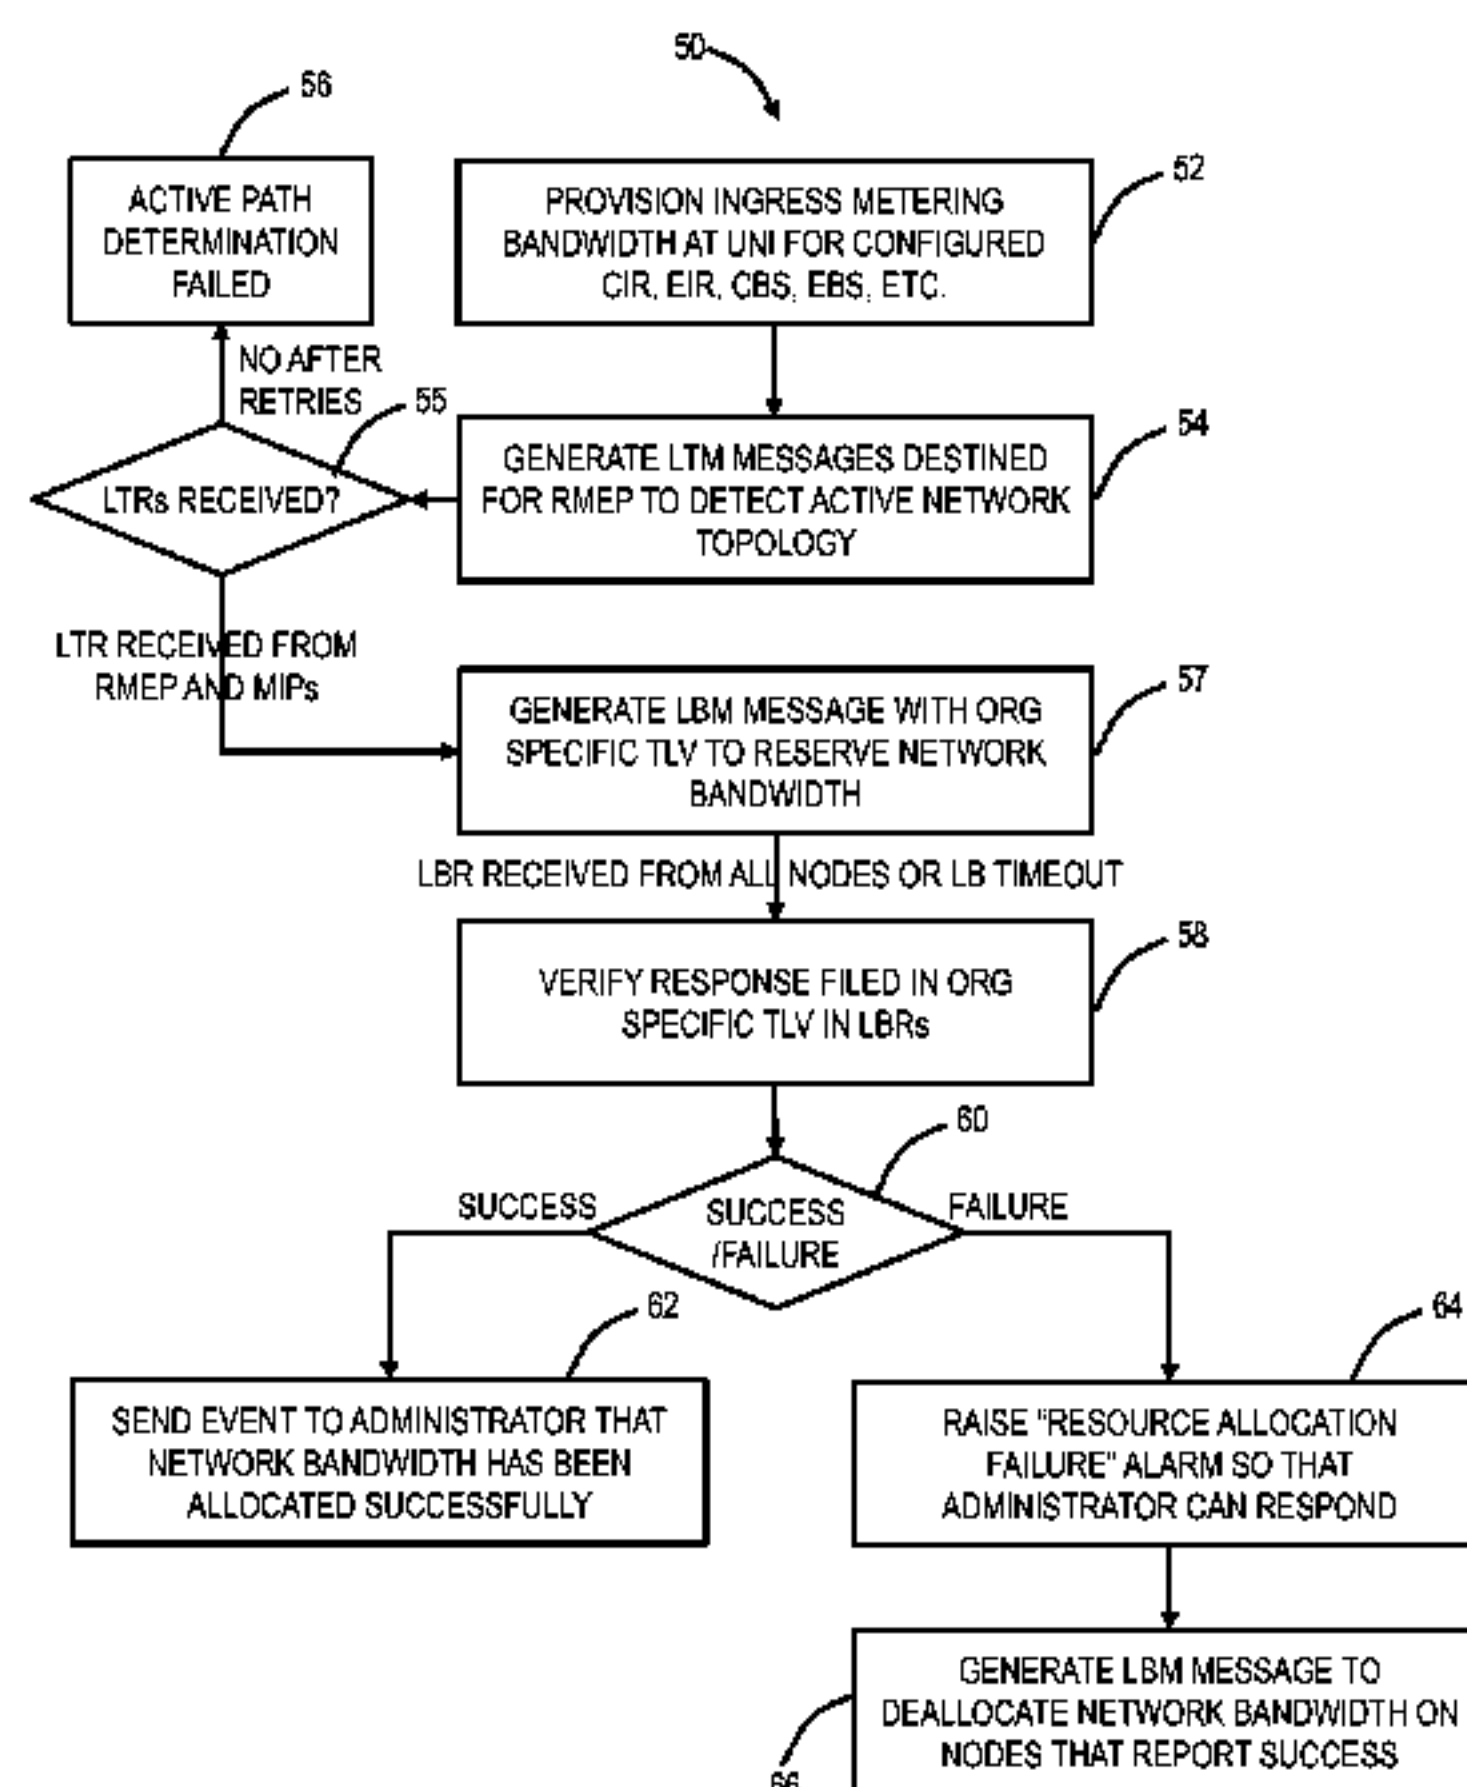 50
56
52
ACTIVE PATH
DETERMINATION
FAILED
PROVISION INGRESS METERING
BANDWIDTH AT UNI FOR CONFIGURED
CIR, EIR, CBS, EBS, ETC.
NO AFTER
RETRIES
55
54
LTRs RECEIVED?
GENERATE LTM MESSAGES DESTINED
FOR RMEP TO DETECT ACTIVE NETWORK
TOPOLOGY
LTR RECEIVED FROM
RMEP AND MIPs
57
GENERATE LBM MESSAGE WITH ORG
SPECIFIC TLV TO RESERVE NETWORK
BANDWIDTH
LBR RECEIVED FROM ALL NODES OR LB TIMEOUT
58
VERIFY RESPONSE FILED IN ORG
SPECIFIC TLV IN LBRs
60
SUCCESS
SUCCESS
/FAILURE
FAILURE
62
64
SEND EVENT TO ADMINISTRATOR THAT
NETWORK BANDWIDTH HAS BEEN
ALLOCATED SUCCESSFULLY
RAISE "RESOURCE ALLOCATION
FAILURE" ALARM SO THAT
ADMINISTRATOR CAN RESPOND
GENERATE LBM MESSAGE TO
DEALLOCATE NETWORK BANDWIDTH ON
NODES THAT REPORT SUCCESS
66